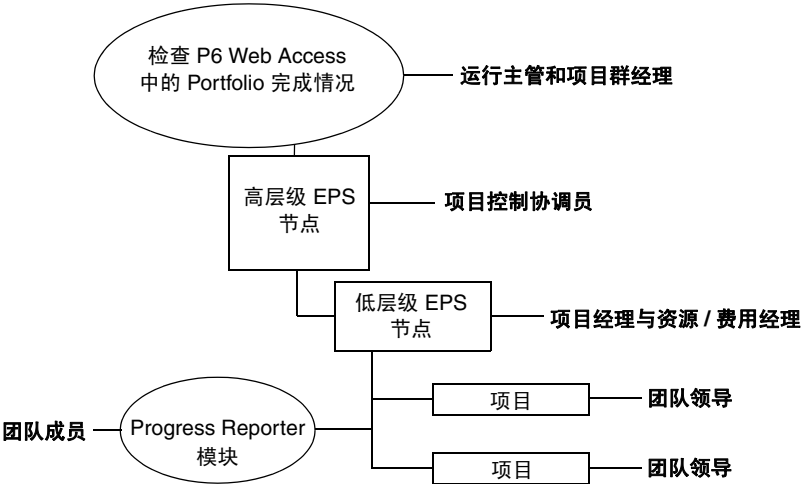 检查 P6 Web Access
中的 Portfolio 完成情况
运行主管和项目群经理
高层级 EPS
节点
项目控制协调员
低层级 EPS
节点
项目经理与资源 / 费用经理
项目
团队领导
团队成员
Progress Reporter
模块
项目
团队领导